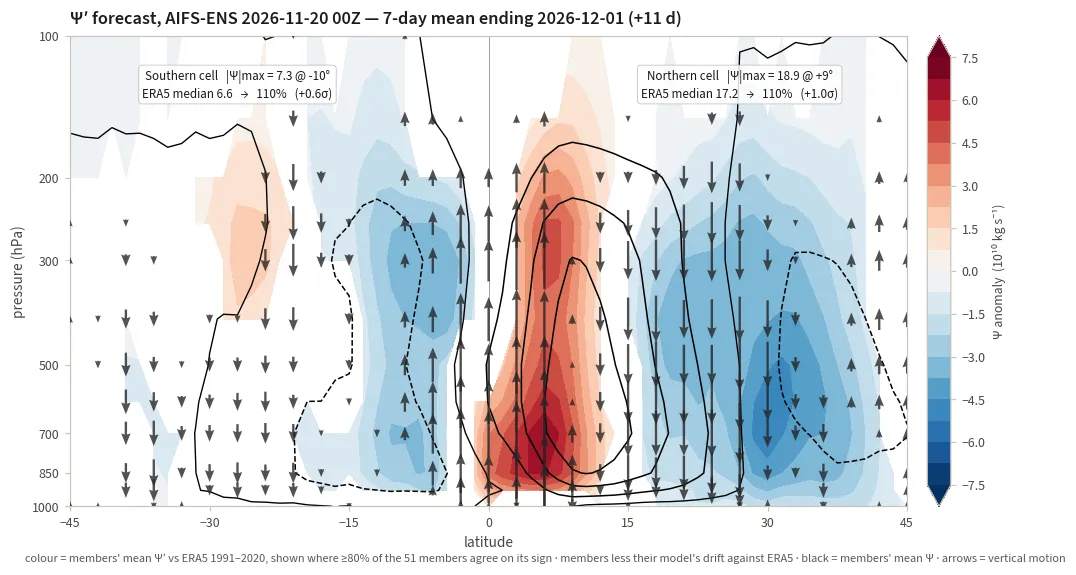 Ψ′ forecast, AIFS-ENS 2026-11-20 00Z — 7-day mean ending 2026-12-01 (+11 d)
Southern cell |Ψ|max = 7.3 @ -10°
ERA5 median 6.6 → 110% (+0.6σ)
Northern cell |Ψ|max = 18.9 @ +9°
ERA5 median 17.2 → 110% (+1.0σ)
100
200
300
400
500
700
850
1000
pressure (hPa)
−45
−30
−15
0
15
30
45
latitude
7.5
6.0
4.5
3.0
1.5
0.0
−1.5
−3.0
−4.5
−6.0
−7.5
Ψ anomaly (10¹⁰ kg s⁻¹)
colour = members' mean Ψ′ vs ERA5 1991–2020, shown where ≥80% of the 51 members agree on its sign · members less their model's drift against ERA5 · black = members' mean Ψ · arrows = vertical motion